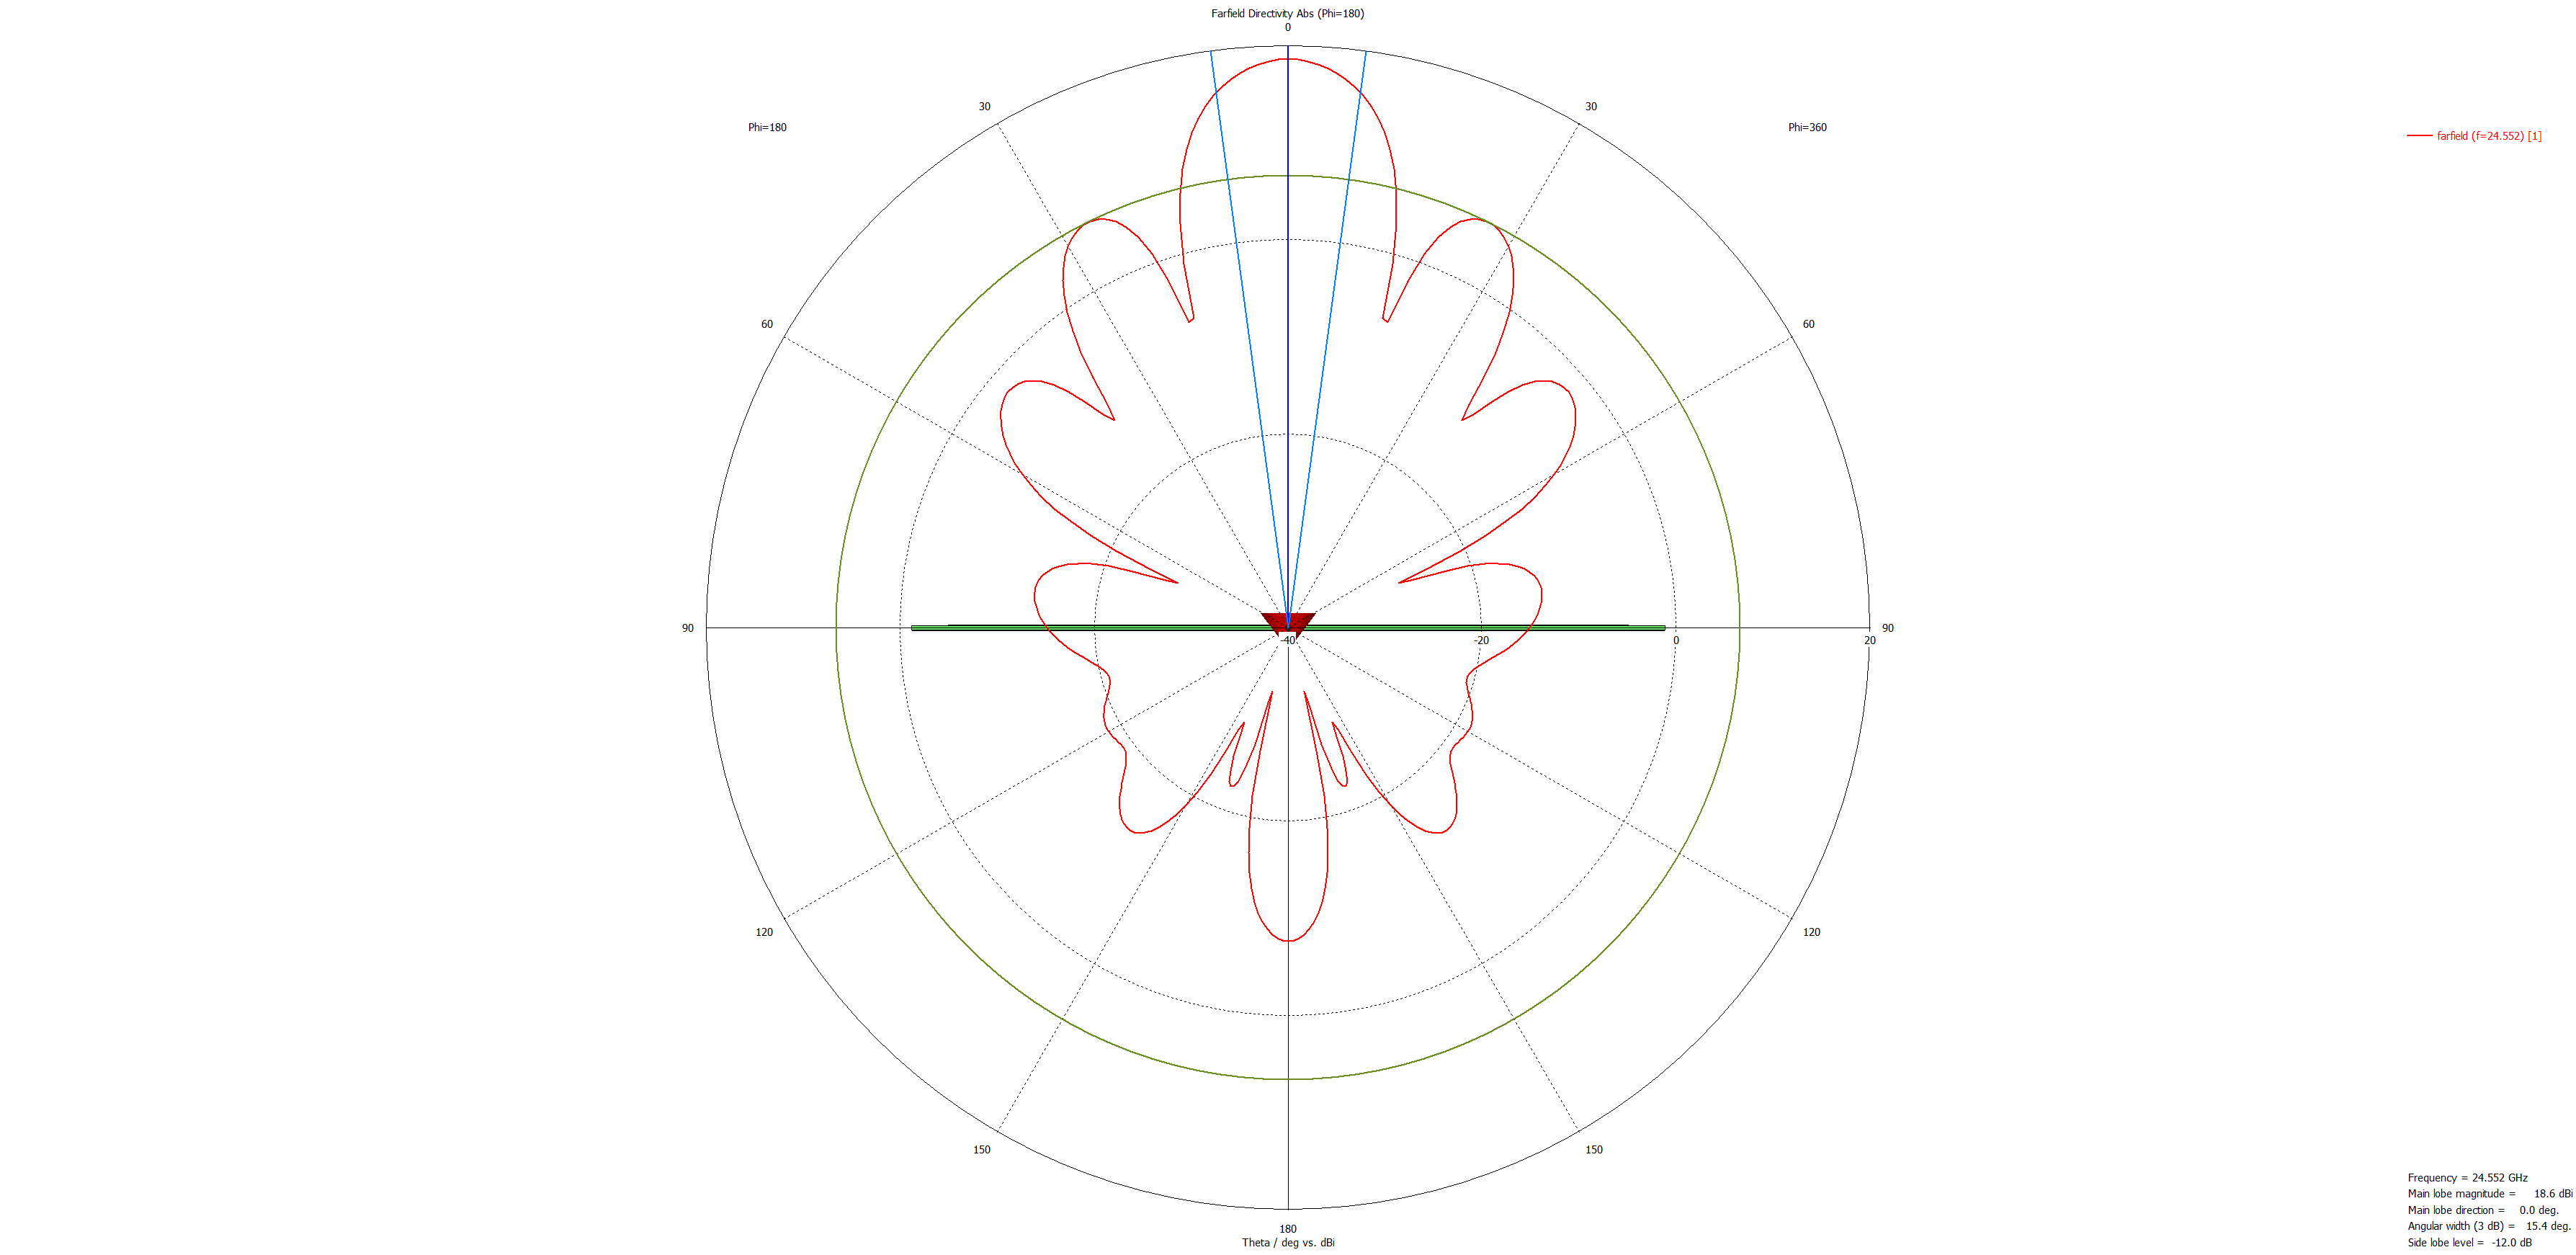 Farfield Directivity Abs (Phi=180)
0
30
30
Phi=180
Phi=360
farfield (f=24.552) [1]
60
60
90
-40
-20
0
20
90
120
120
150
150
180
Theta / deg vs. dBi
Frequency = 24.552 GHz
Main lobe magnitude = 18.6 dBi
Main lobe direction = 0.0 deg.
Angular width (3 dB) = 15.4 deg.
Side lobe level = -12.0 dB